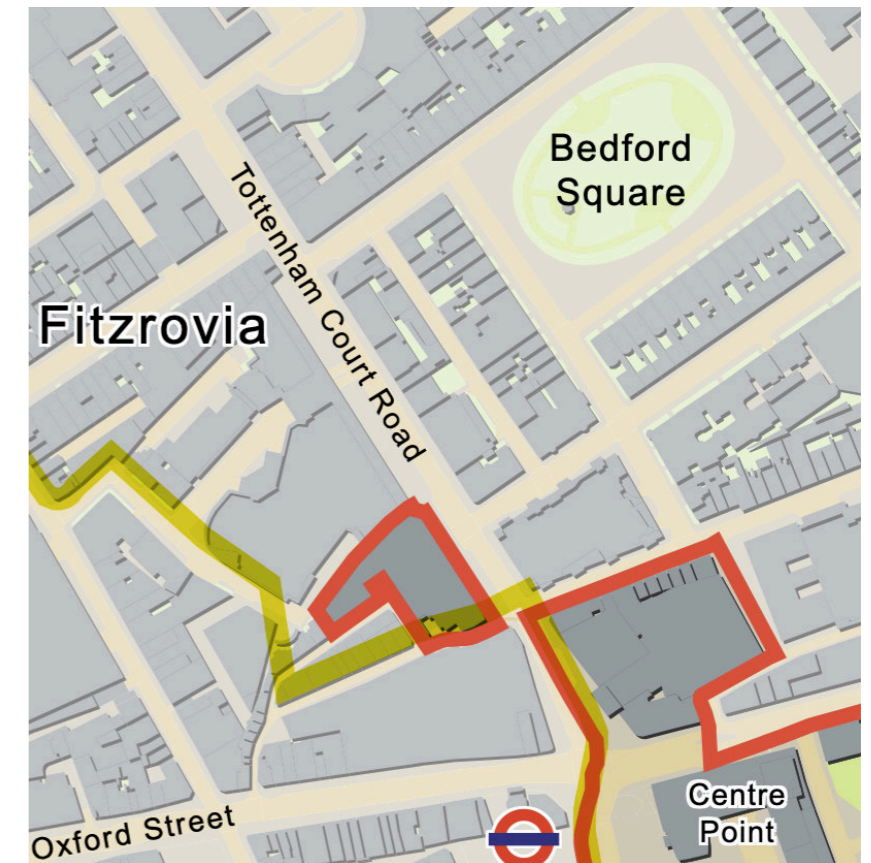 Bedford
Square
Tottenham Court Road
Fitzrovia
Centre
Point
Oxford Street